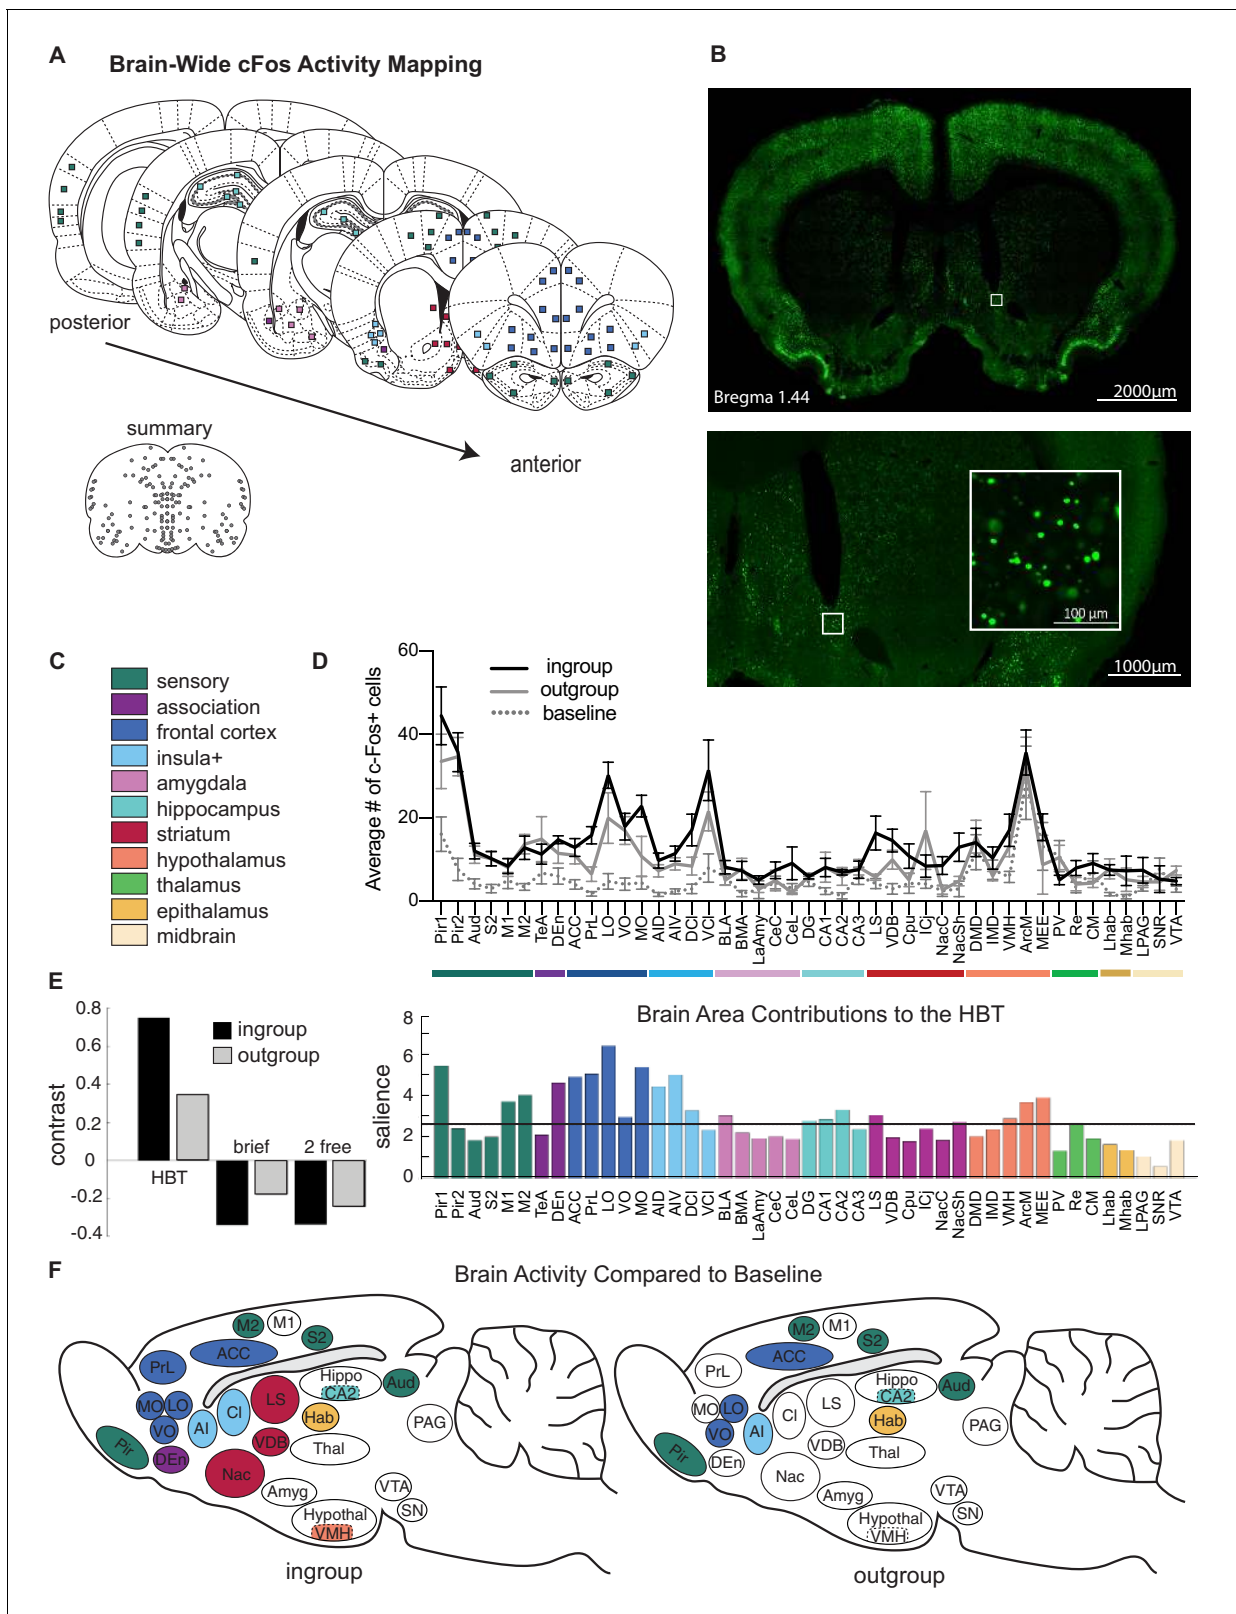 A
Brain-Wide cFos Activity Mapping
posterior
anterior
summary
B
Bregma 1.44
2000µm
100 µm
1000µm
C
sensory
association
frontal cortex
insula+
amygdala
hippocampus
striatum
hypothalamus
thalamus
epithalamus
midbrain
D
Average # of c-Fos+ cells
60
40
20
0
ingroup
outgroup
baseline
Pir1 Pir2 Aud S2 M1 M2 TeA DEn ACC PrL LO VO MO AID AIV DCl VCl BLA BMA LaAmy CeC CeL DG CA1 CA2 CA3 LS VDB Cpu ICj NacC NacSh DMD IMD VMH ArcM MEE PV Re CM Lhab Mhab LPAG SNR VTA
E
contrast
0.8
0.6
0.4
0.2
0
-0.2
-0.4
ingroup
outgroup
HBT
brief
2 free
Brain Area Contributions to the HBT
salience
8
6
4
2
0
Pir1 Pir2 Aud S2 M1 M2 TeA DEn ACC PrL LO VO MO AID AIV DCl VCl BLA BMA LaAmy CeC CeL DG CA1 CA2 CA3 LS VDB Cpu ICj NacC NacSh DMD IMD VMH ArcM MEE PV Re CM Lhab Mhab LPAG SNR VTA
F
Brain Activity Compared to Baseline
M2
M1
S2
PrL
ACC
Hippo
CA2
Aud
MO
LO
VO
AI
Cl
LS
Hab
PAG
Pir
DEn
VDB
Thal
Nac
Amyg
VTA
SN
Hypothal
VMH
ingroup
M2
M1
S2
PrL
ACC
Hippo
CA2
Aud
MO
LO
VO
AI
Cl
LS
Hab
PAG
Pir
DEn
VDB
Thal
Nac
Amyg
VTA
SN
Hypothal
VMH
outgroup